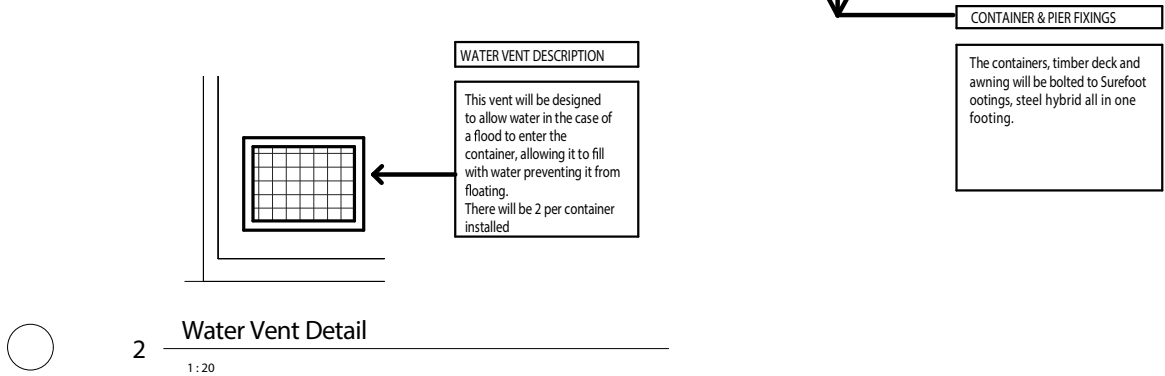 CONTAINER & PIER FIXINGS
The containers, timber deck and
awning will be bolted to Surefoot
ootings, steel hybrid all in one
footing.
WATER VENT DESCRIPTION
This vent will be designed
to allow water in the case of
a flood to enter the
container, allowing it to fill
with water preventing it from
floating.
There will be 2 per container
installed
2
Water Vent Detail
1 : 20